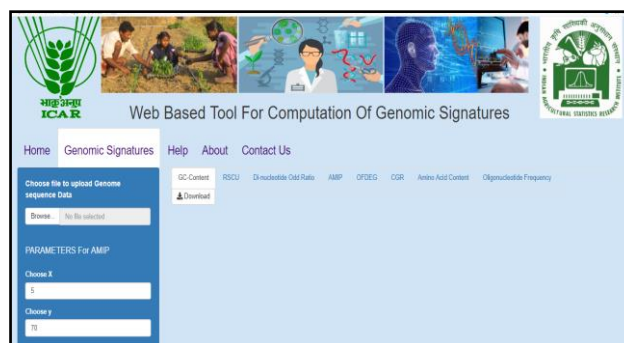 भाकृअनुप
ICAR
Web Based Tool For Computation Of Genomic Signatures
Home Genomic Signatures Help About Contact Us
Choose file to upload Genome
sequence Data
Browse... No file selected
PARAMETERS For AMIP
Choose X
5
Choose y
70
GC-Content RSCU Di-nucleotide Odd Ratio AMIP OFDEG CGR Amino Acid Content Oligonucleotide Frequency
Download